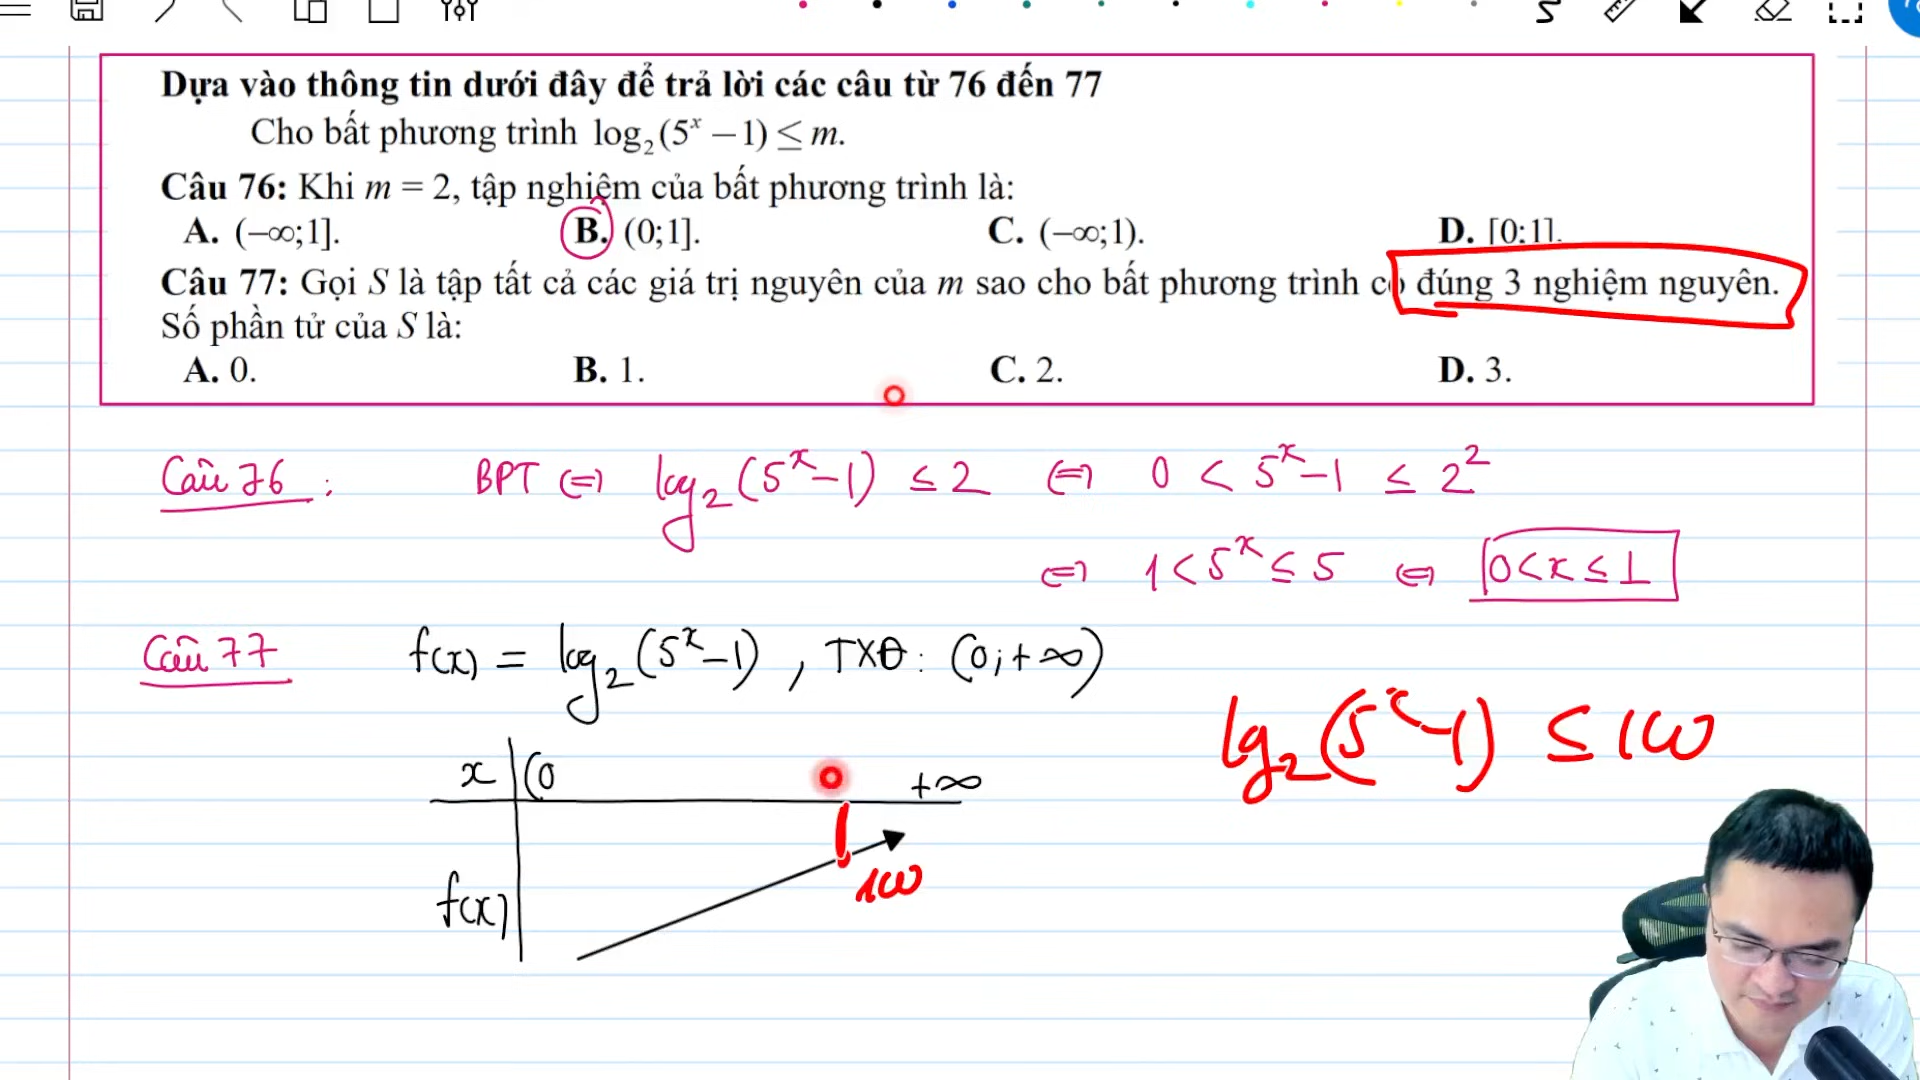 Dựa vào thông tin dưới đây để trả lời các câu từ 76 đến 77
Cho bất phương trình log₂(5ˣ – 1) ≤ m.
Câu 76: Khi m = 2, tập nghiệm của bất phương trình là:
A. (–∞;1]. B. (0;1]. C. (–∞;1). D. [0;1].
Câu 77: Gọi S là tập tất cả các giá trị nguyên của m sao cho bất phương trình có đúng 3 nghiệm nguyên.
Số phần tử của S là:
A. 0. B. 1. C. 2. D. 3.
Câu 76 : BPT ⇔ log₂(5ˣ–1) ≤ 2 ⇔ 0 < 5ˣ–1 ≤ 2²
⇔ 1 < 5ˣ ≤ 5 ⇔ 0 < x ≤ 1
Câu 77 f(x) = log₂(5ˣ–1) , TXĐ : (0;+∞)
log₂(5ˣ–1) ≤ 100
x (0 +∞
f(x) 100